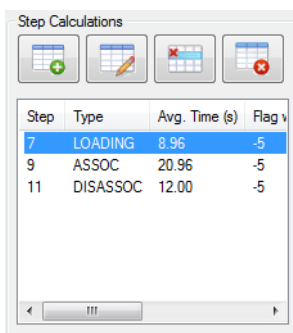 Step Calculations
Step Type Avg. Time (s) Flag v
7 LOADING 8.96 -5
9 ASSOC 20.96 -5
11 DISASSOC 12.00 -5